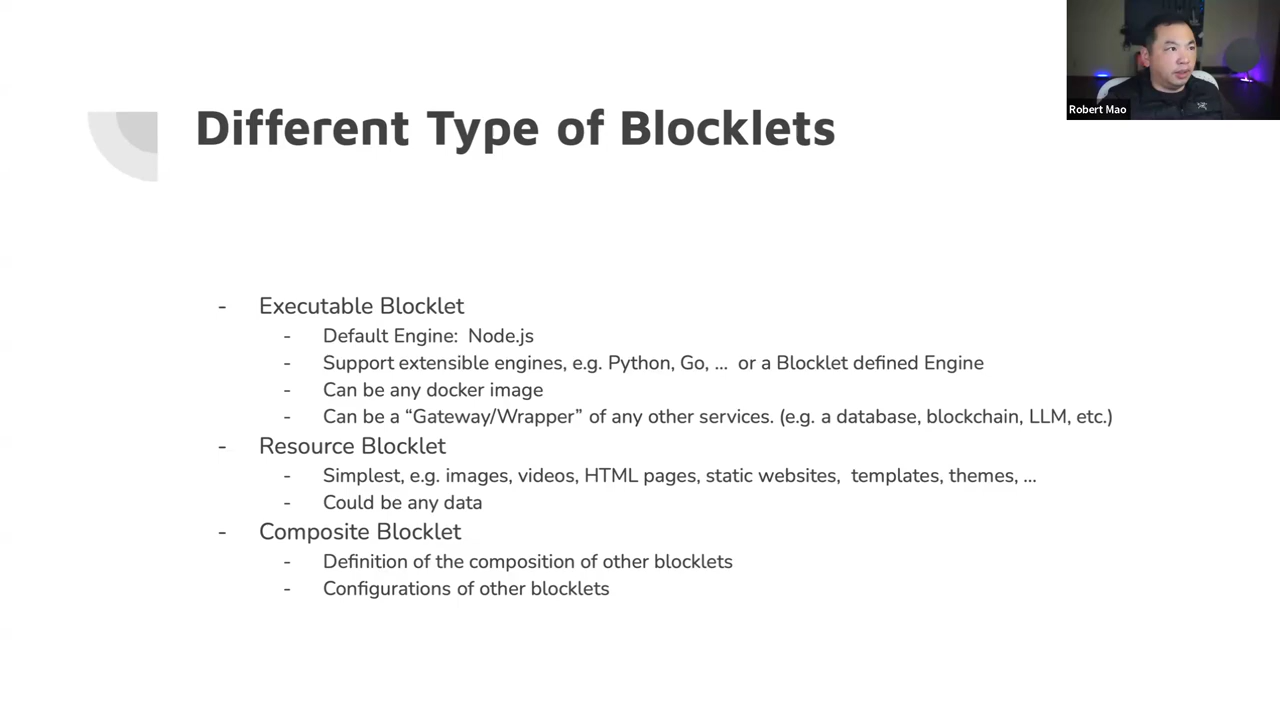 Robert Mao
Different Type of Blocklets
- Executable Blocklet
- Default Engine: Node.js
- Support extensible engines, e.g. Python, Go, ... or a Blocklet defined Engine
- Can be any docker image
- Can be a “Gateway/Wrapper” of any other services. (e.g. a database, blockchain, LLM, etc.)
- Resource Blocklet
- Simplest, e.g. images, videos, HTML pages, static websites, templates, themes, ...
- Could be any data
- Composite Blocklet
- Definition of the composition of other blocklets
- Configurations of other blocklets